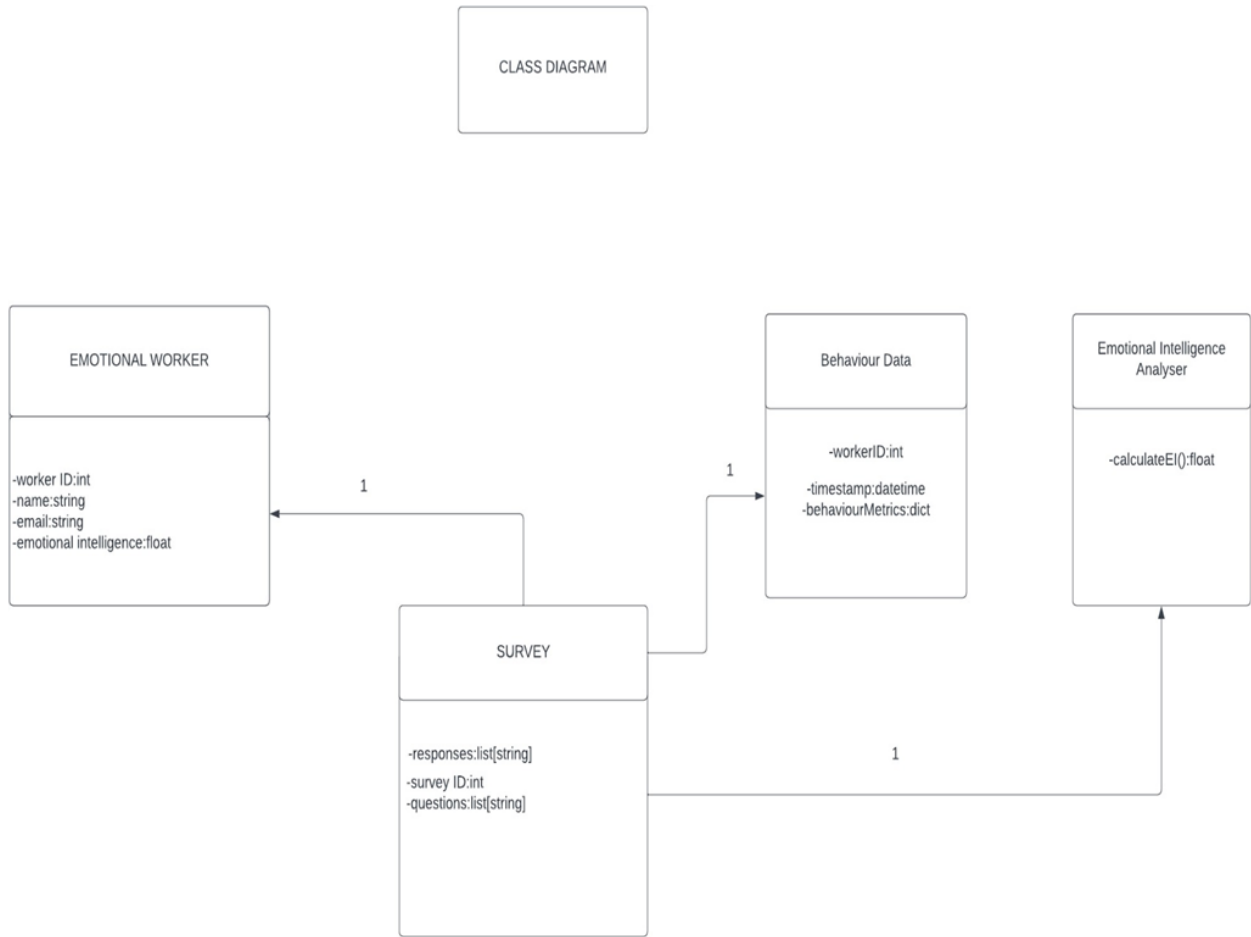 CLASS DIAGRAM
EMOTIONAL WORKER
-worker ID:int
-name:string
-email:string
-emotional intelligence:float
1
SURVEY
-responses:list[string]
-survey ID:int
-questions:list[string]
1
Behaviour Data
-workerID:int
-timestamp:datetime
-behaviourMetrics:dict
Emotional Intelligence
Analyser
-calculateEI():float
1